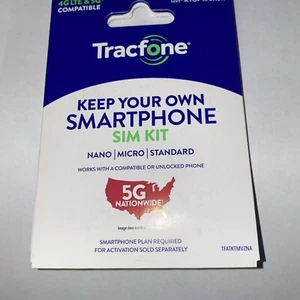 4G LTE & 5G
COMPATIBLE
Tracfone
KEEP YOUR OWN
SMARTPHONE
SIM KIT
NANO | MICRO | STANDARD
WORKS WITH A COMPATIBLE OR UNLOCKED PHONE
5G
NATIONWIDE
SMARTPHONE PLAN REQUIRED
FOR ACTIVATION SOLD SEPARATELY
TFATKTMVZNA